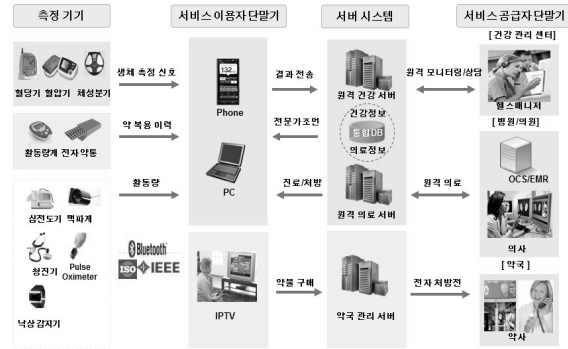 측정 기기
서비스 이용자 단말기
서버 시스템
서비스 공급자 단말기
[ 건강 관리 센터]
혈당기 혈압기 체성분기
생체 측정 신호
Phone
결과 전송
원격 건강 서버
원격 모니터링/상담
헬스매니저
[ 병원/의원]
활동량계 전자 약통
약 복용 이력
전문가조언
건강정보
통합DB
의료정보
OCS/EMR
심전도기 맥파계
활동량
PC
진료/처방
원격 의료 서버
원격 의료
의사
청진기
Pulse
Oximeter
Bluetooth
ISO IEEE
낙상 감지기
IPTV
약물 구매
약국 관리 서버
전자 처방전
[ 약국 ]
약사